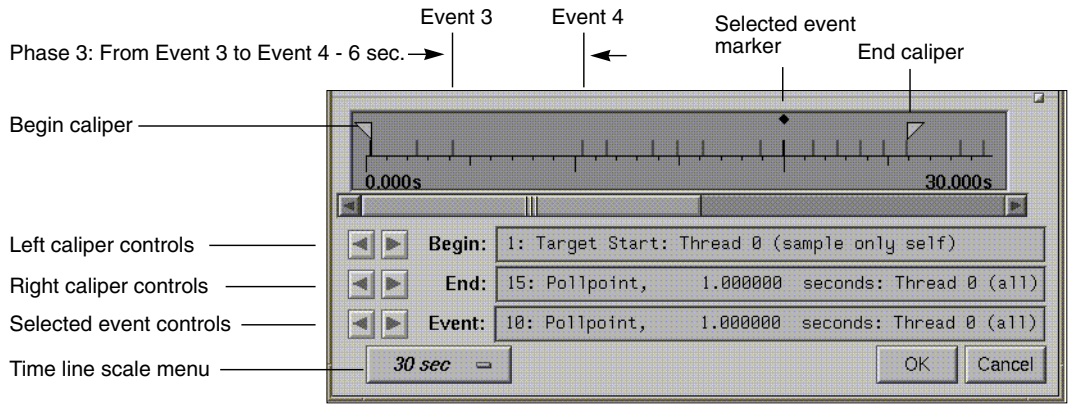 Event 3
Event 4
Selected event
marker
Phase 3: From Event 3 to Event 4 - 6 sec.
End caliper
Begin caliper
0.000s
30.000s
Left caliper controls
Begin:
1: Target Start: Thread 0 (sample only self)
Right caliper controls
End:
15: Pollpoint, 1.000000 seconds: Thread 0 (all)
Selected event controls
Event:
10: Pollpoint, 1.000000 seconds: Thread 0 (all)
Time line scale menu
30 sec
OK
Cancel